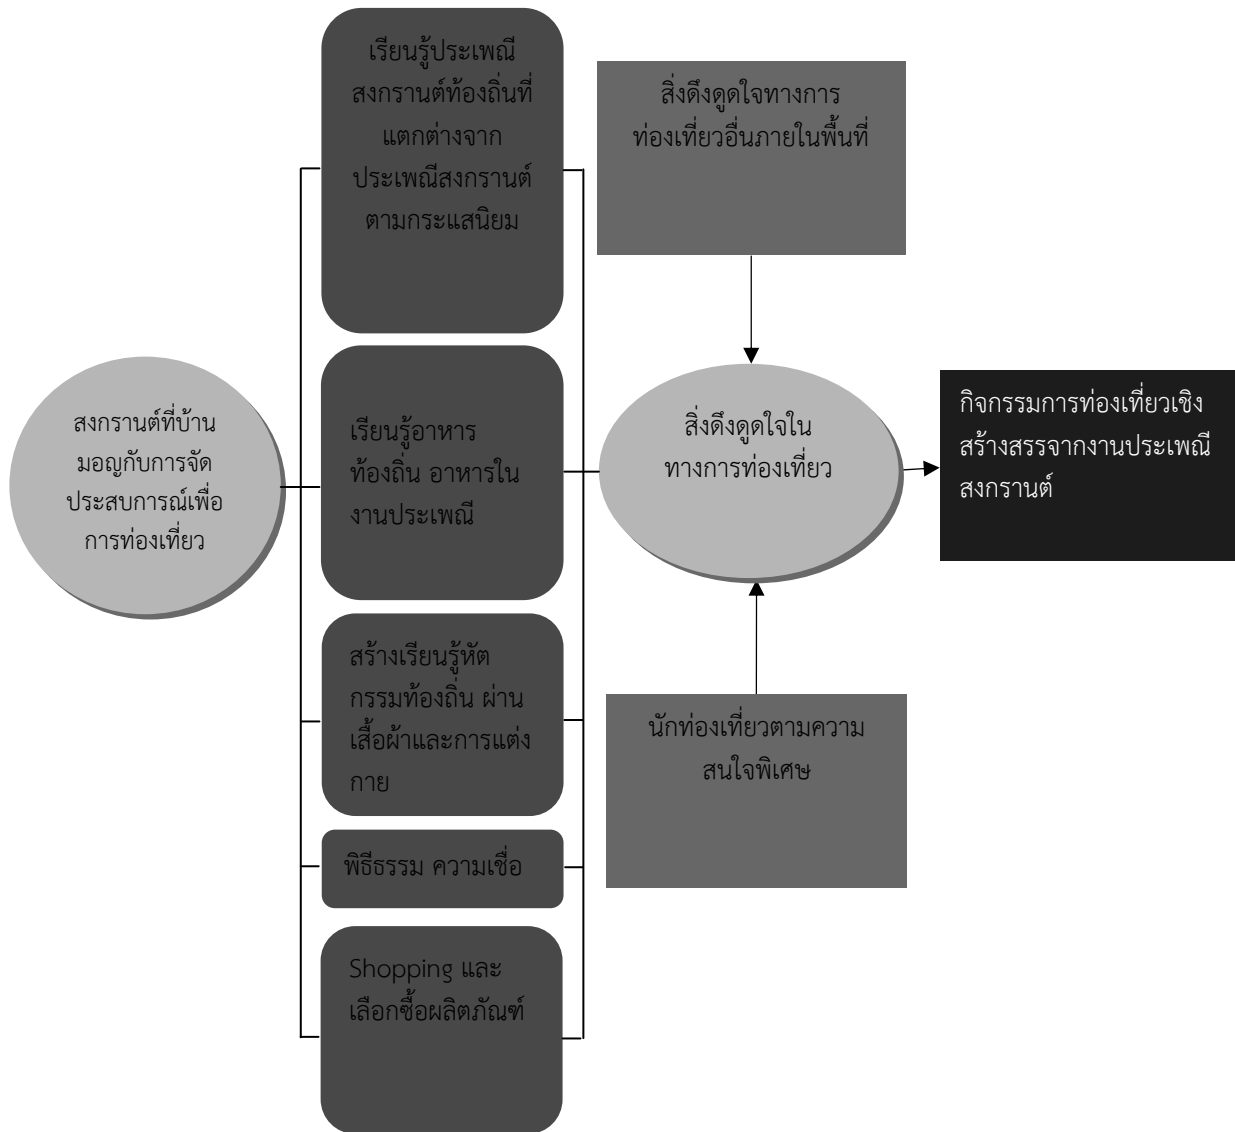 สงกรานต์ที่บ้าน
มอญกับการจัด
ประสบการณ์เพื่อ
การท่องเที่ยว
เรียนรู้ประเพณี
สงกรานต์ท้องถิ่นที่
แตกต่างจาก
ประเพณีสงกรานต์
ตามกระแสนิยม
เรียนรู้อาหาร
ท้องถิ่น อาหารใน
งานประเพณี
สร้างเรียนรู้หัต
กรรมท้องถิ่น ผ่าน
เสื้อผ้าและการแต่ง
กาย
พิธีธรรม ความเชื่อ
Shopping และ
เลือกซื้อผลิตภัณฑ์
สิ่งดึงดูดใจทางการ
ท่องเที่ยวอื่นภายในพื้นที่
สิ่งดึงดูดใจใน
ทางการท่องเที่ยว
นักท่องเที่ยวตามความ
สนใจพิเศษ
กิจกรรมการท่องเที่ยวเชิง
สร้างสรรจากงานประเพณี
สงกรานต์